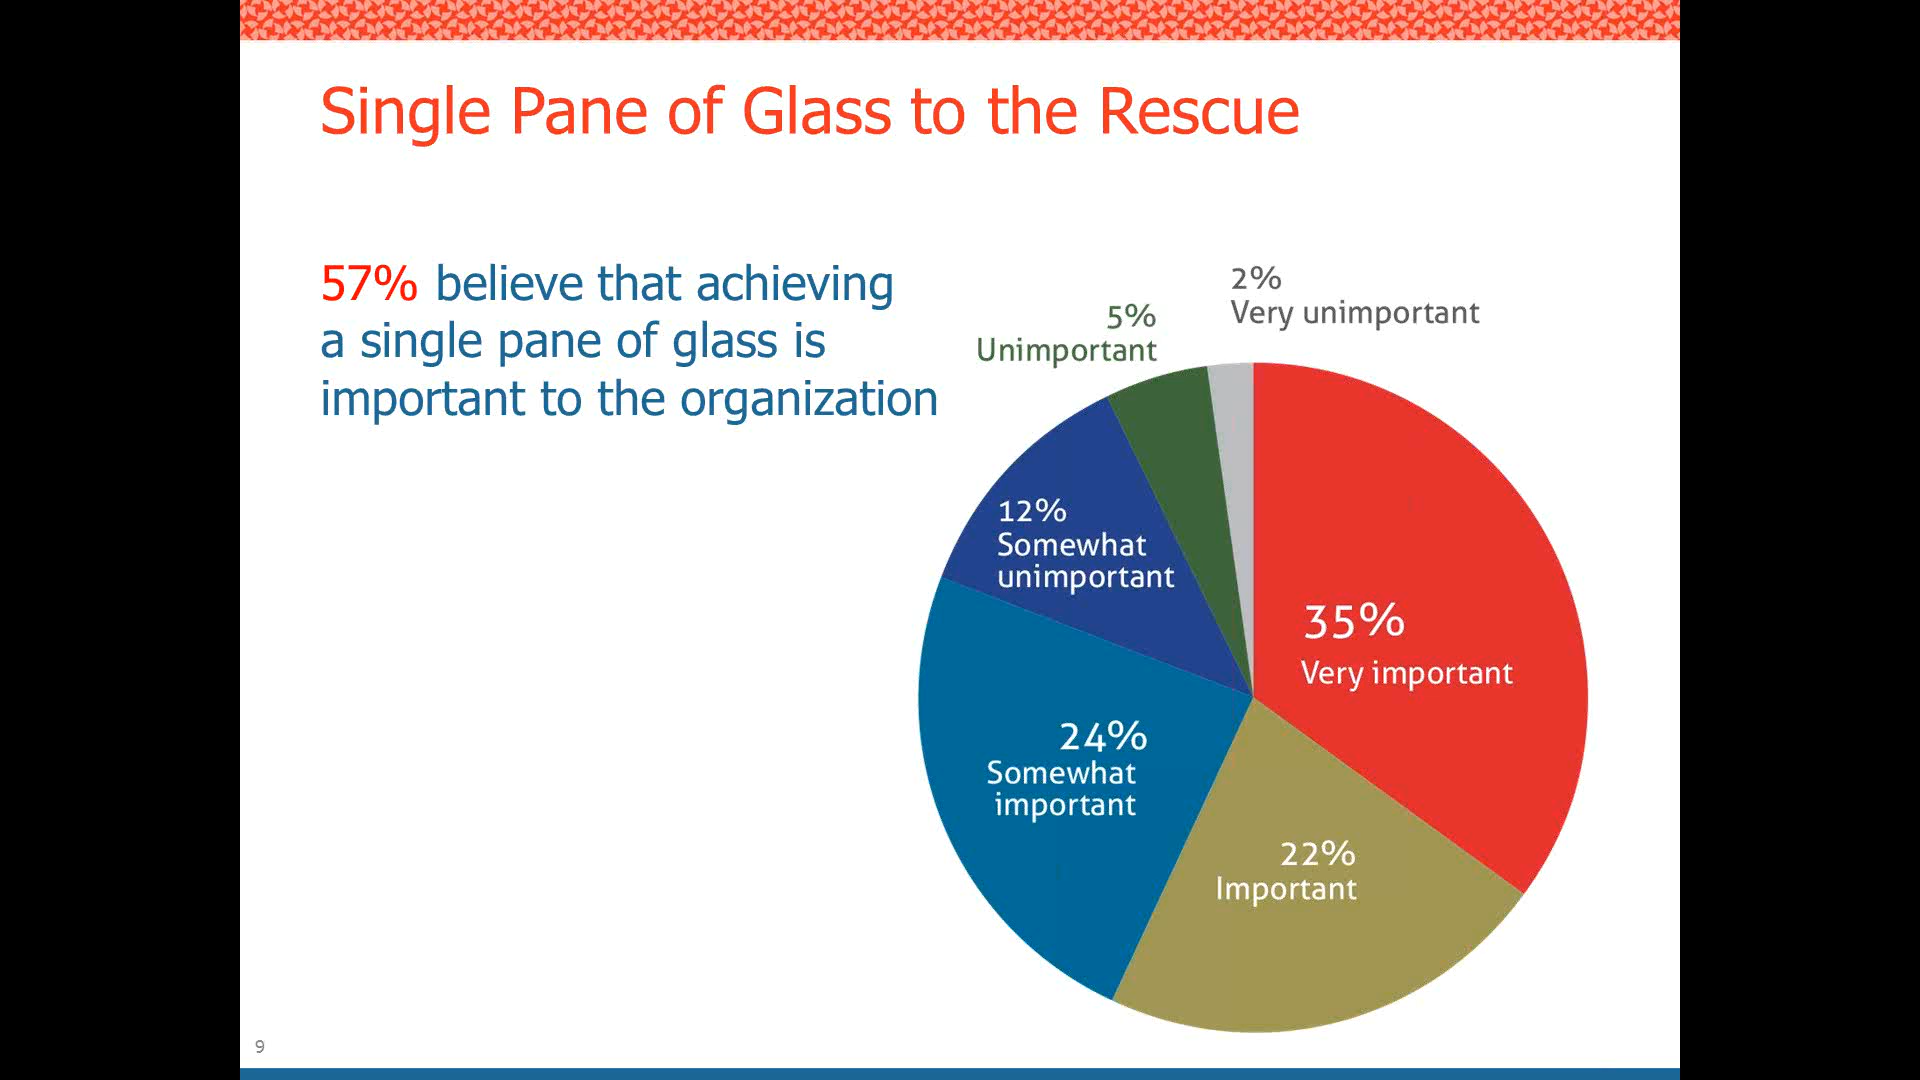 Single Pane of Glass to the Rescue
57% believe that achieving
a single pane of glass is
important to the organization
2%
Very unimportant
5%
Unimportant
12%
Somewhat
unimportant
35%
Very important
24%
Somewhat
important
22%
Important
9